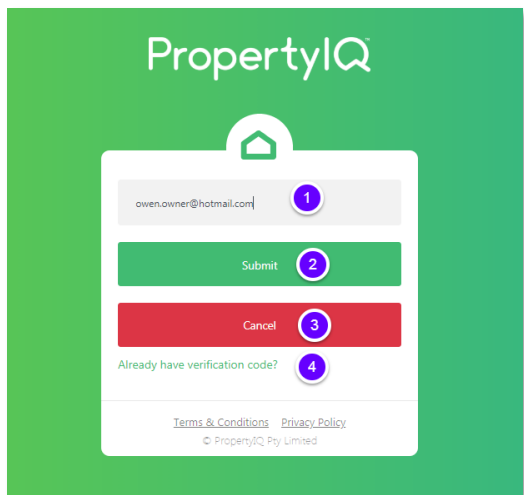 PropertyIQ™
owen.owner@hotmail.com
1
Submit
2
Cancel
3
Already have verification code?
4
Terms & Conditions Privacy Policy
© PropertyIQ Pty Limited